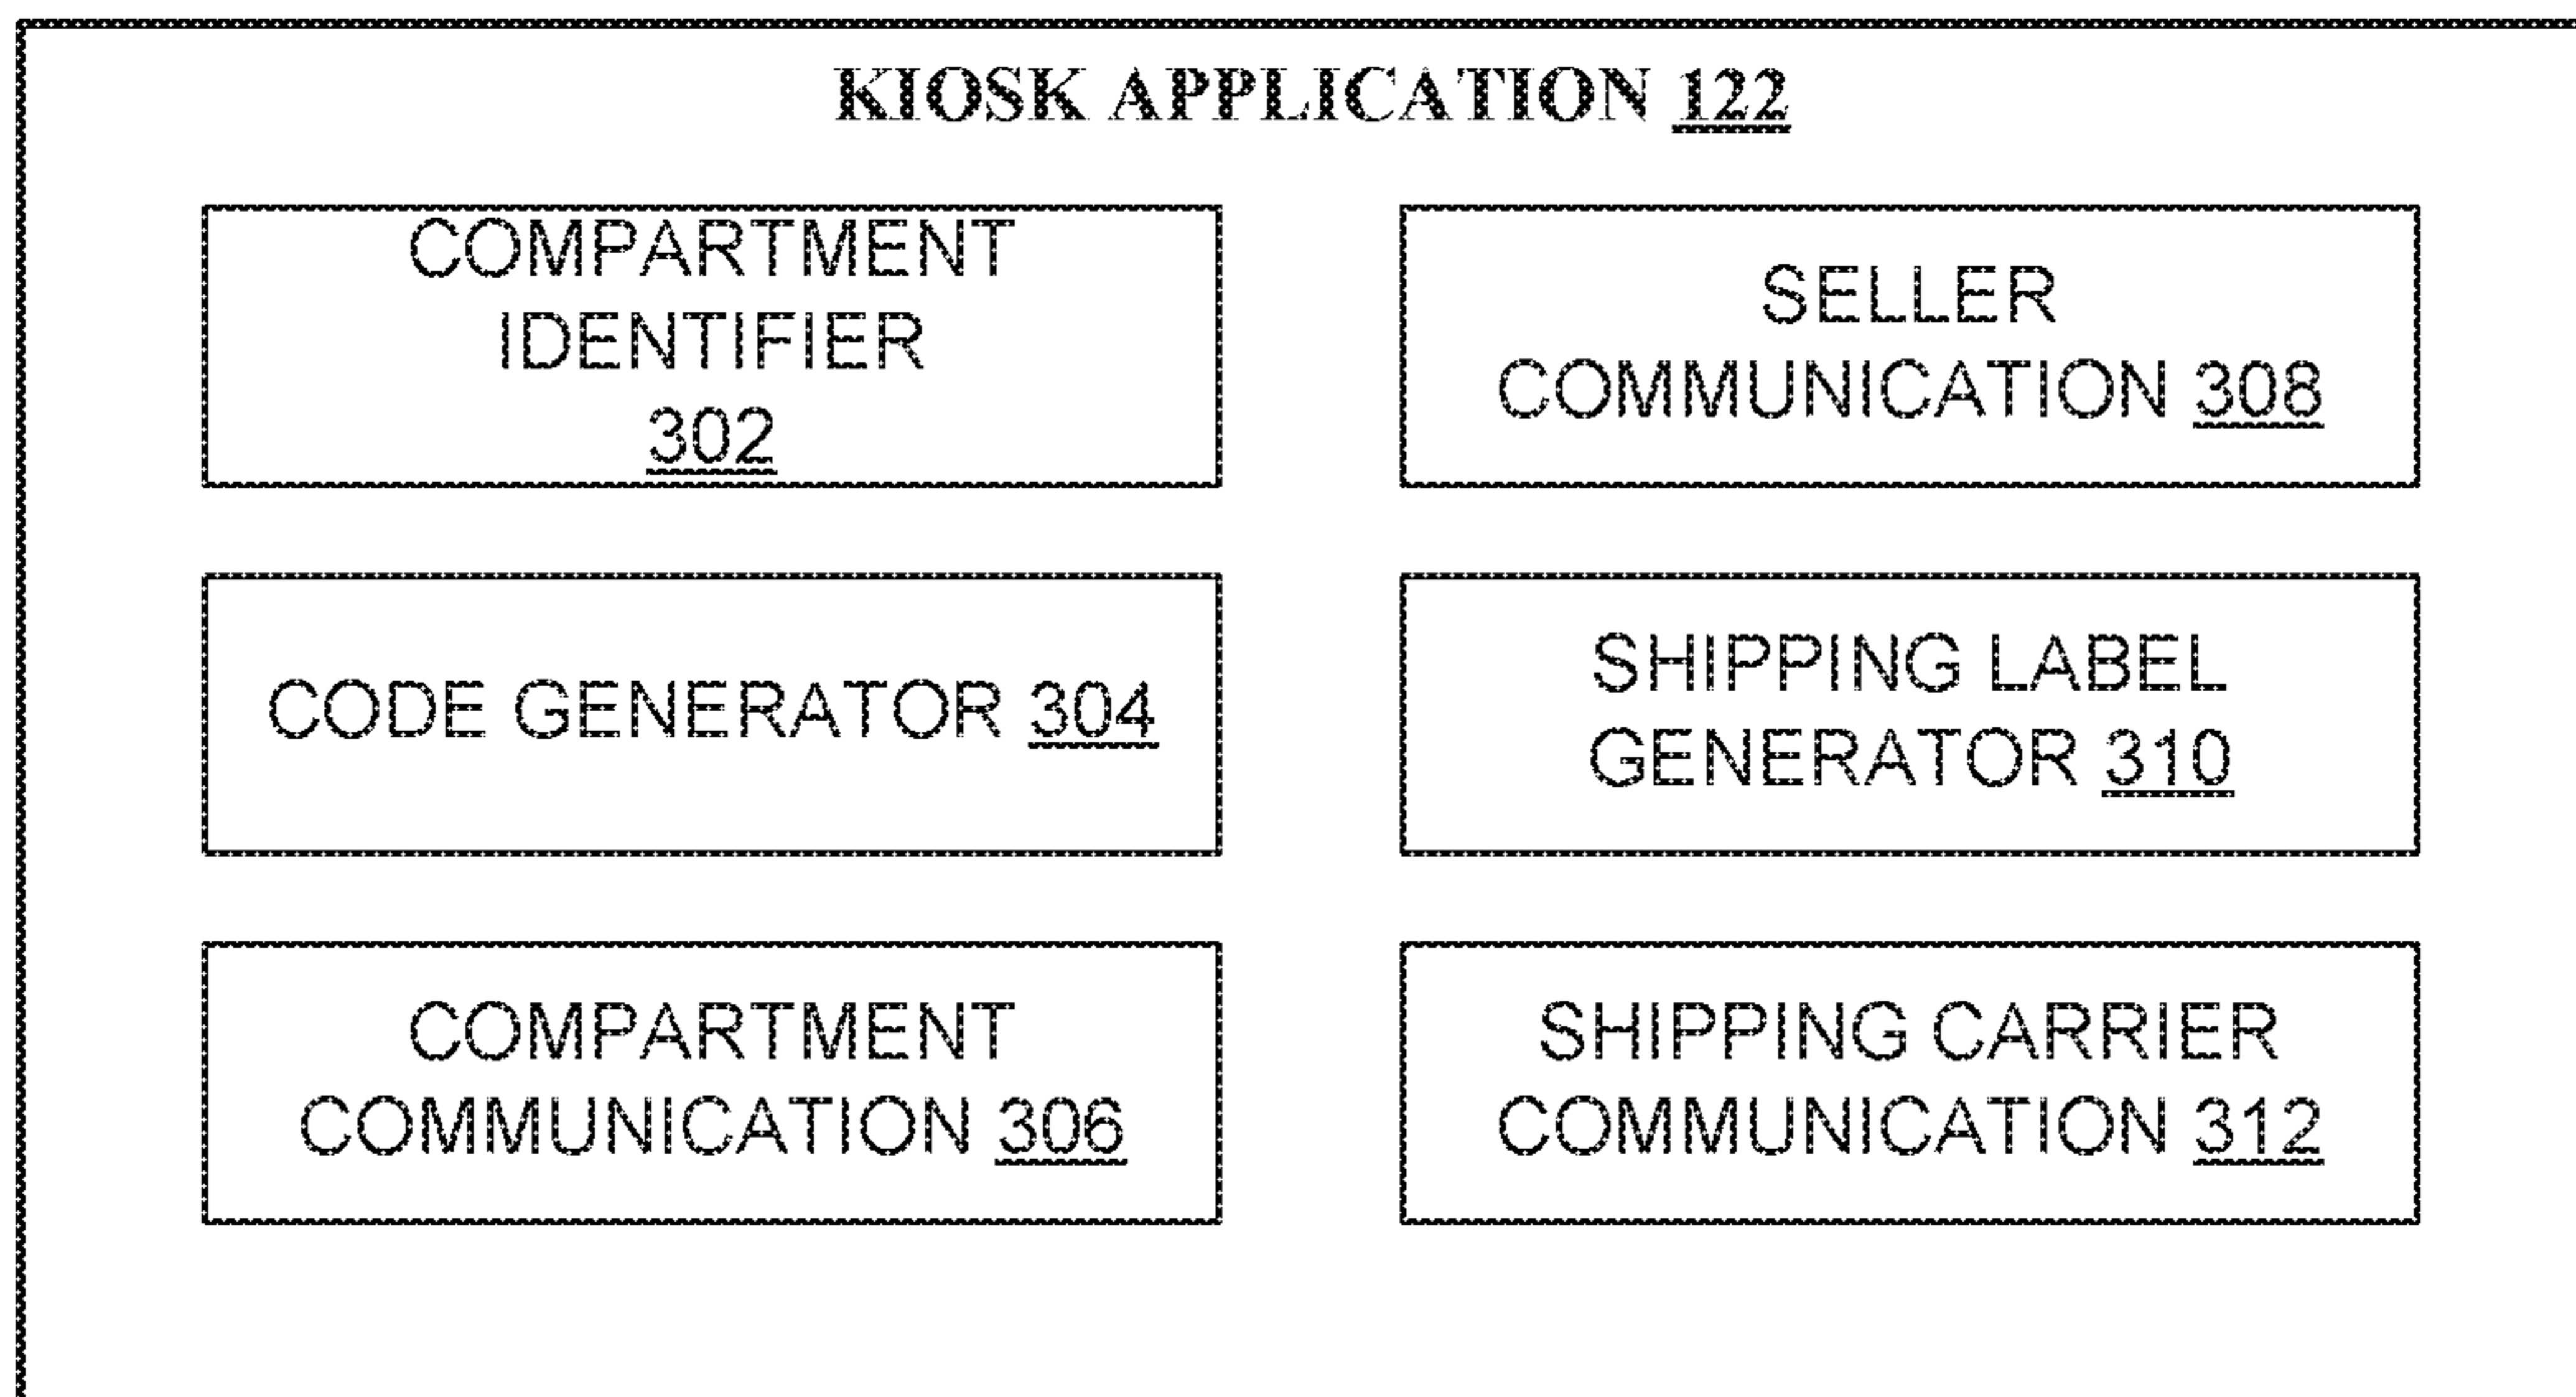 KIOSK APPLICATION 122
COMPARTMENT
IDENTIFIER
302
SELLER
COMMUNICATION 308
CODE GENERATOR 304
SHIPPING LABEL
GENERATOR 310
COMPARTMENT
COMMUNICATION 306
SHIPPING CARRIER
COMMUNICATION 312